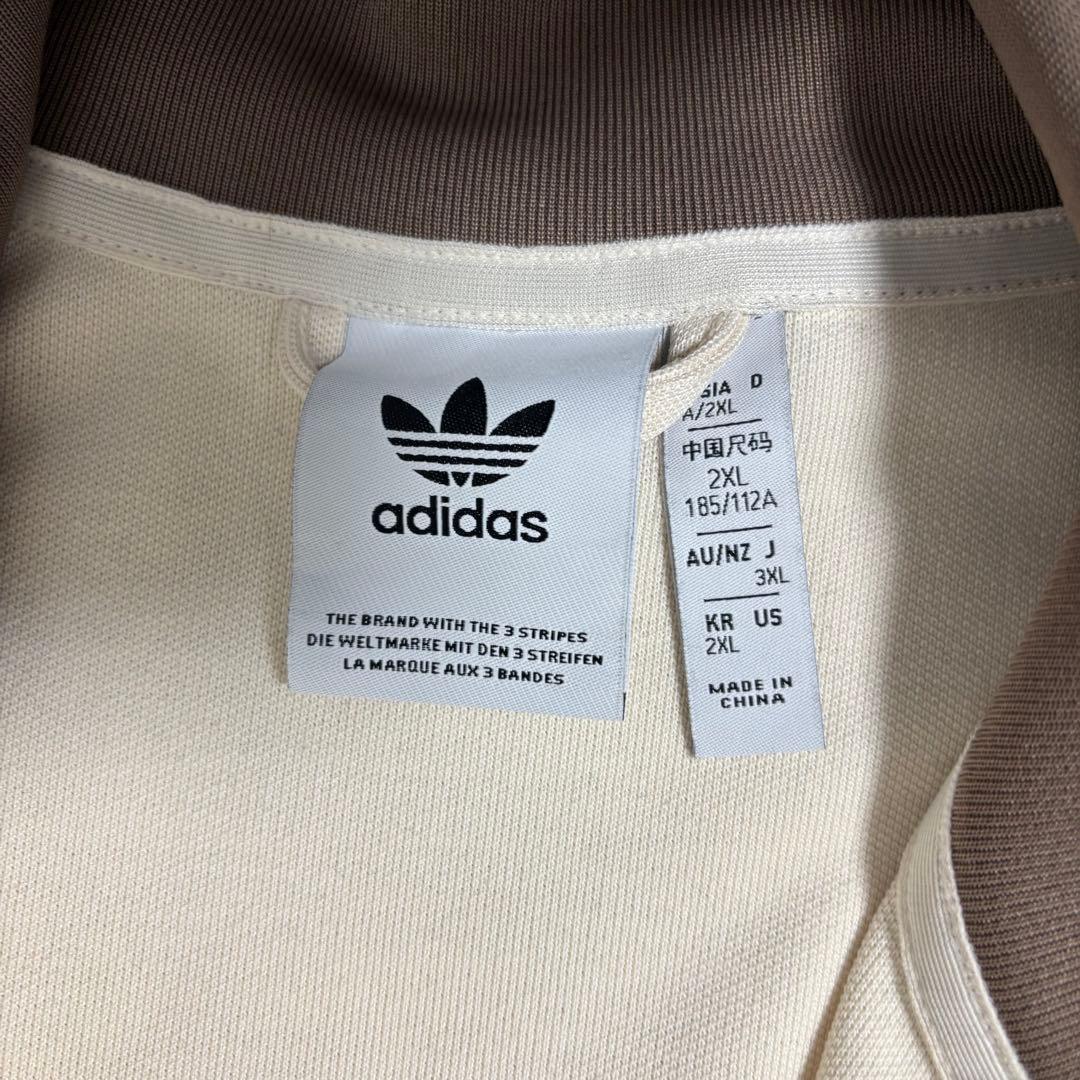 adidas
THE BRAND WITH THE 3 STRIPES
DIE WELTMARKE MIT DEN 3 STREIFEN
LA MARQUE AUX 3 BANDES
D
A/2XL
中国尺码
2XL
185/112A
AU/NZ J
3XL
KR US
2XL
MADE IN
CHINA